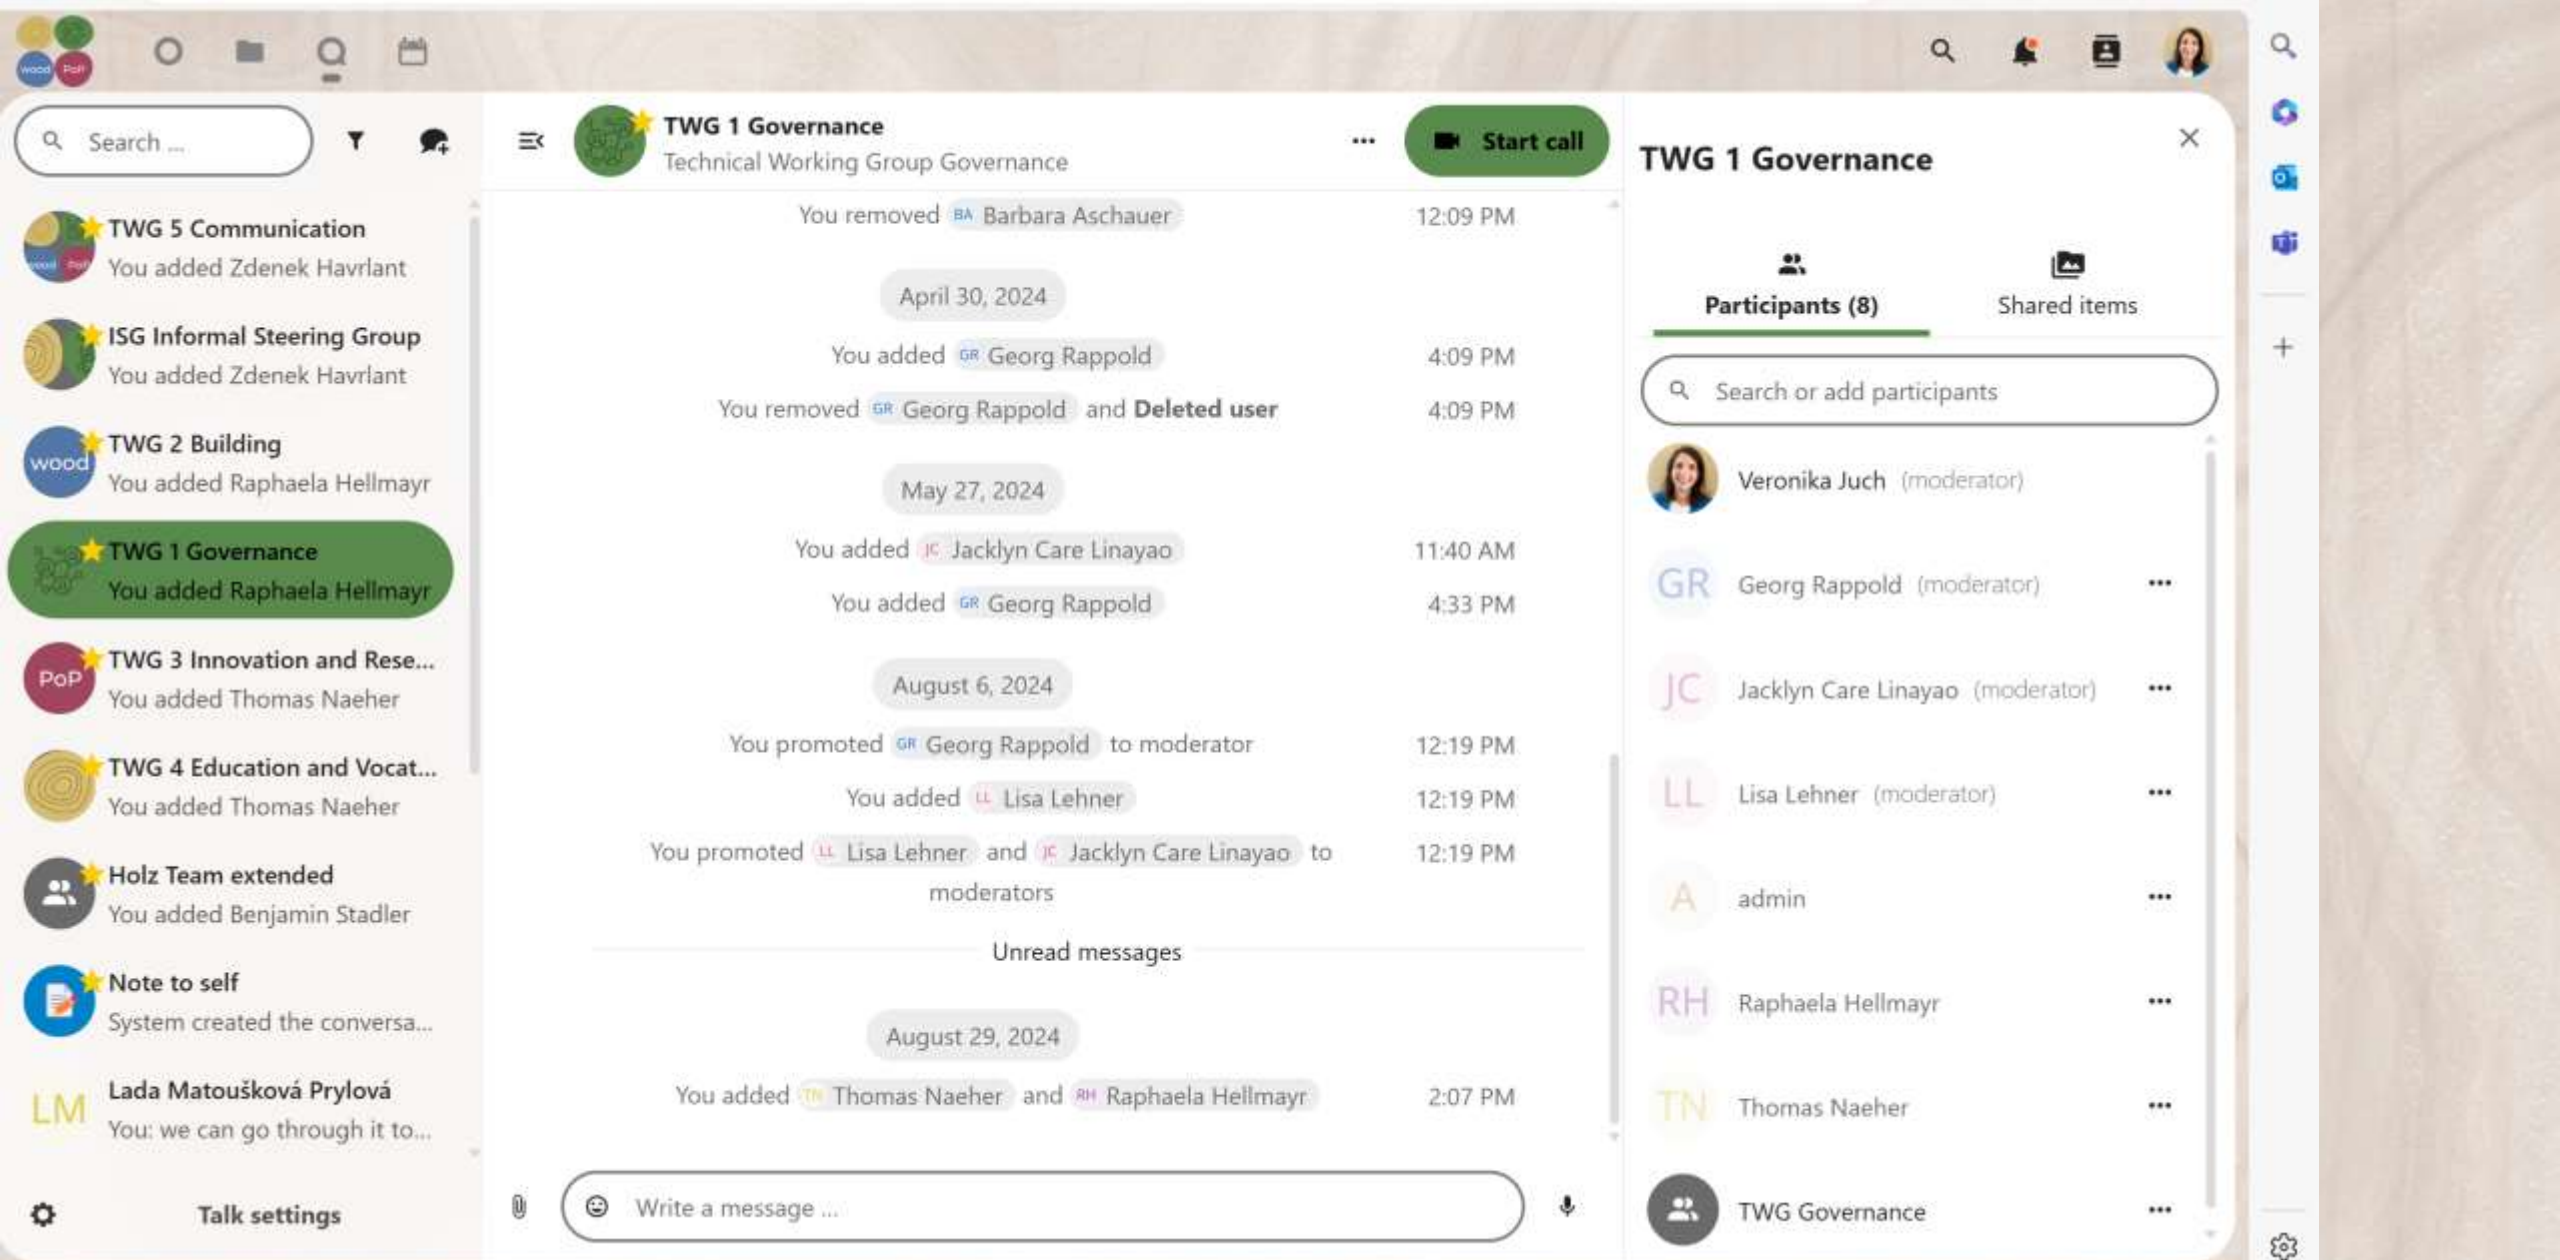 wood PoP
Search ...
TWG 5 Communication
You added Zdenek Havrlant
ISG Informal Steering Group
You added Zdenek Havrlant
wood
TWG 2 Building
You added Raphaela Hellmayr
TWG 1 Governance
You added Raphaela Hellmayr
PoP
TWG 3 Innovation and Rese...
You added Thomas Naeher
TWG 4 Education and Vocat...
You added Thomas Naeher
Holz Team extended
You added Benjamin Stadler
Note to self
System created the conversa...
LM
Lada Matoušková Prylová
You: we can go through it to...
Talk settings
TWG 1 Governance
Technical Working Group Governance
Start call
You removed BA Barbara Aschauer 12:09 PM
April 30, 2024
You added GR Georg Rappold 4:09 PM
You removed GR Georg Rappold and Deleted user 4:09 PM
May 27, 2024
You added JC Jacklyn Care Linayao 11:40 AM
You added GR Georg Rappold 4:33 PM
August 6, 2024
You promoted GR Georg Rappold to moderator 12:19 PM
You added LL Lisa Lehner 12:19 PM
You promoted LL Lisa Lehner and JC Jacklyn Care Linayao to 12:19 PM
moderators
Unread messages
August 29, 2024
You added TN Thomas Naeher and RH Raphaela Hellmayr 2:07 PM
Write a message ...
TWG 1 Governance
Participants (8)
Shared items
Search or add participants
Veronika Juch (moderator)
GR Georg Rappold (moderator)
JC Jacklyn Care Linayao (moderator)
LL Lisa Lehner (moderator)
A admin
RH Raphaela Hellmayr
TN Thomas Naeher
TWG Governance